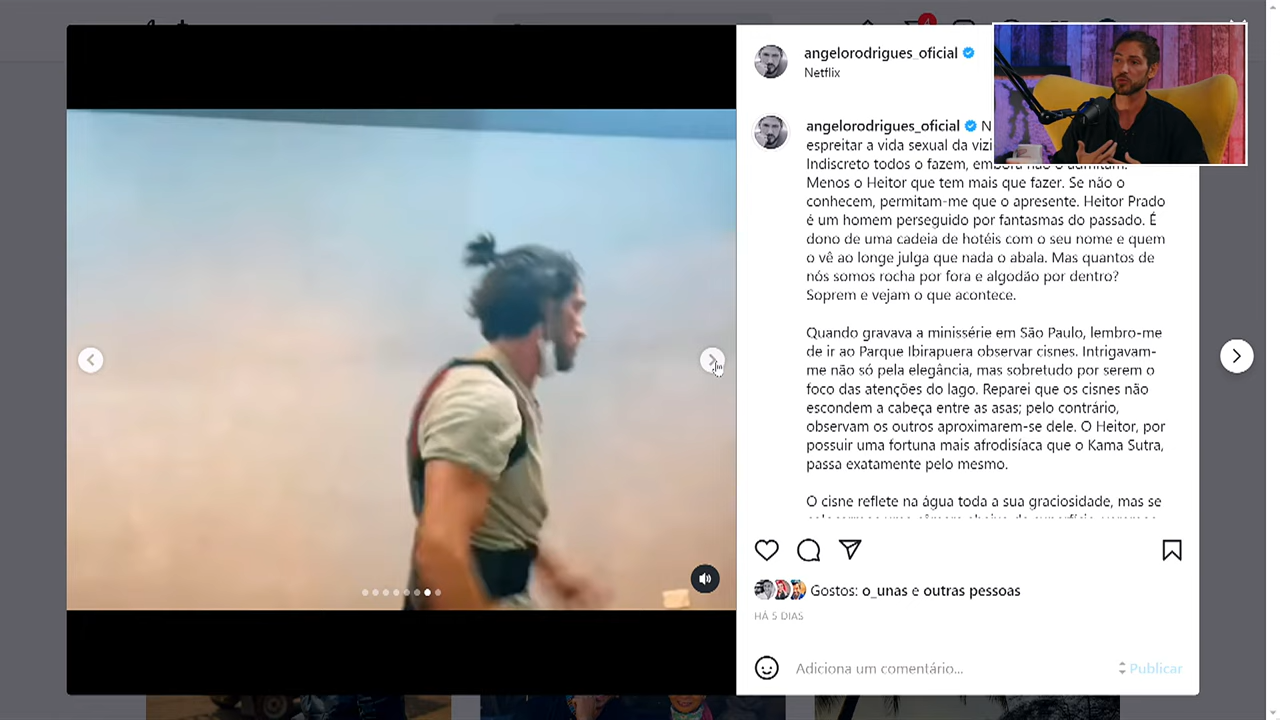 4
angelorodrigues_oficial
Netflix
angelorodrigues_oficial N
espreitar a vida sexual da vizi
Indiscreto todos o fazem, embora não o admitam.
Menos o Heitor que tem mais que fazer. Se não o
conhecem, permitam-me que o apresente. Heitor Prado
é um homem perseguido por fantasmas do passado. É
dono de uma cadeia de hotéis com o seu nome e quem
o vê ao longe julga que nada o abala. Mas quantos de
nós somos rocha por fora e algodão por dentro?
Soprem e vejam o que acontece.
Quando gravava a minissérie em São Paulo, lembro-me
de ir ao Parque Ibirapuera observar cisnes. Intrigavam-
me não só pela elegância, mas sobretudo por serem o
foco das atenções do lago. Reparei que os cisnes não
escondem a cabeça entre as asas; pelo contrário,
observam os outros aproximarem-se dele. O Heitor, por
possuir uma fortuna mais afrodisíaca que o Kama Sutra,
passa exatamente pelo mesmo.
O cisne reflete na água toda a sua graciosidade, mas se
Gostos: o_unas e outras pessoas
HÁ 5 DIAS
Adiciona um comentário...
Publicar